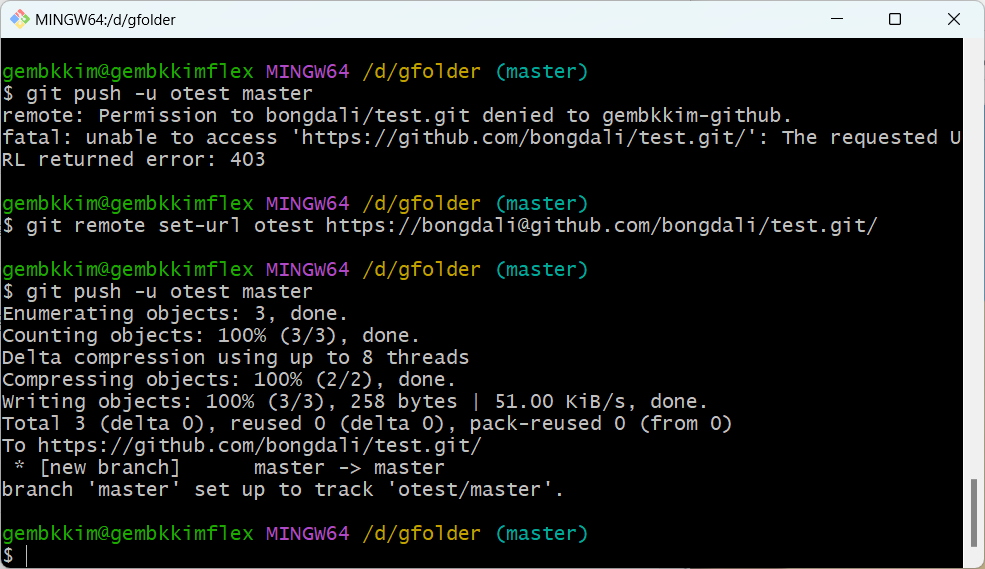 MINGW64:/d/gfolder
gembkkim@gembkkimflex MINGW64 /d/gfolder (master)
$ git push -u otest master
remote: Permission to bongdali/test.git denied to gembkkim-github.
fatal: unable to access 'https://github.com/bongdali/test.git/': The requested U
RL returned error: 403
gembkkim@gembkkimflex MINGW64 /d/gfolder (master)
$ git remote set-url otest https://bongdali@github.com/bongdali/test.git/
gembkkim@gembkkimflex MINGW64 /d/gfolder (master)
$ git push -u otest master
Enumerating objects: 3, done.
Counting objects: 100% (3/3), done.
Delta compression using up to 8 threads
Compressing objects: 100% (2/2), done.
Writing objects: 100% (3/3), 258 bytes | 51.00 KiB/s, done.
Total 3 (delta 0), reused 0 (delta 0), pack-reused 0 (from 0)
To https://github.com/bongdali/test.git/
 * [new branch]      master -> master
branch 'master' set up to track 'otest/master'.
gembkkim@gembkkimflex MINGW64 /d/gfolder (master)
$